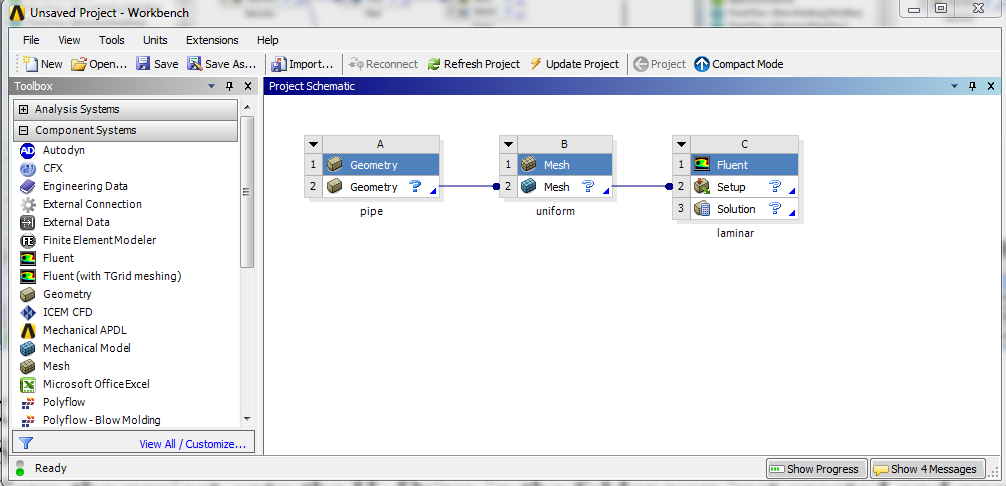 Unsaved Project - Workbench
File View Tools Units Extensions Help
New Open... Save Save As... Import... Reconnect Refresh Project Update Project Project Compact Mode
Toolbox
Analysis Systems
Component Systems
Autodyn
CFX
Engineering Data
External Connection
External Data
Finite Element Modeler
Fluent
Fluent (with TGrid meshing)
Geometry
ICEM CFD
Mechanical APDL
Mechanical Model
Mesh
Microsoft Office Excel
Polyflow
Polyflow - Blow Molding
View All / Customize...
Project Schematic
A
1 Geometry
2 Geometry ?
pipe
B
1 Mesh
2 Mesh ?
uniform
C
1 Fluent
2 Setup ?
3 Solution ?
laminar
Ready
Show Progress Show 4 Messages